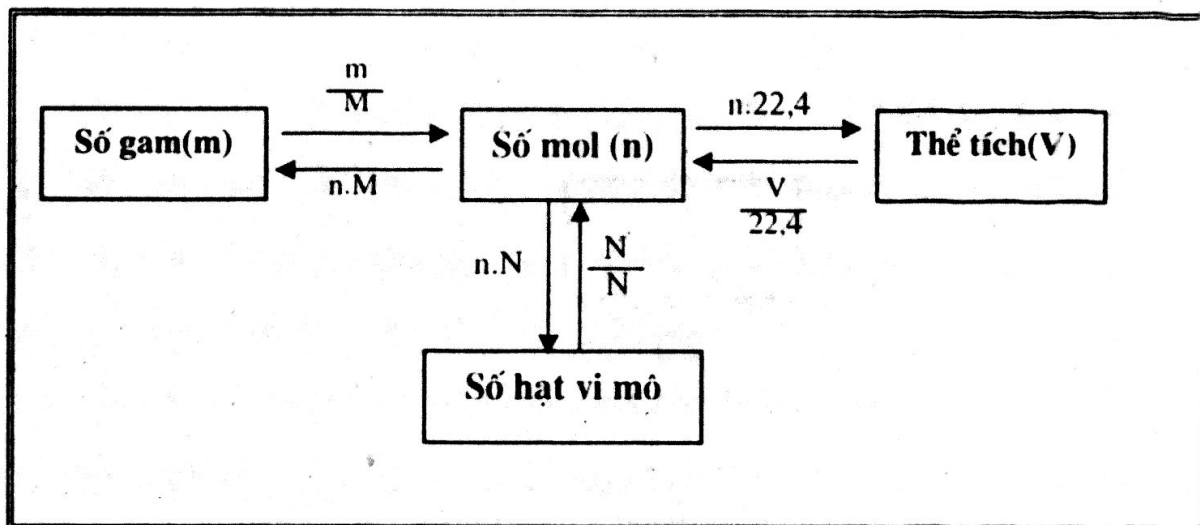 m
M
n.22,4
Số gam(m)
Số mol (n)
Thể tích(V)
n.M
V
22,4
n.N
N
N
Số hạt vi mô